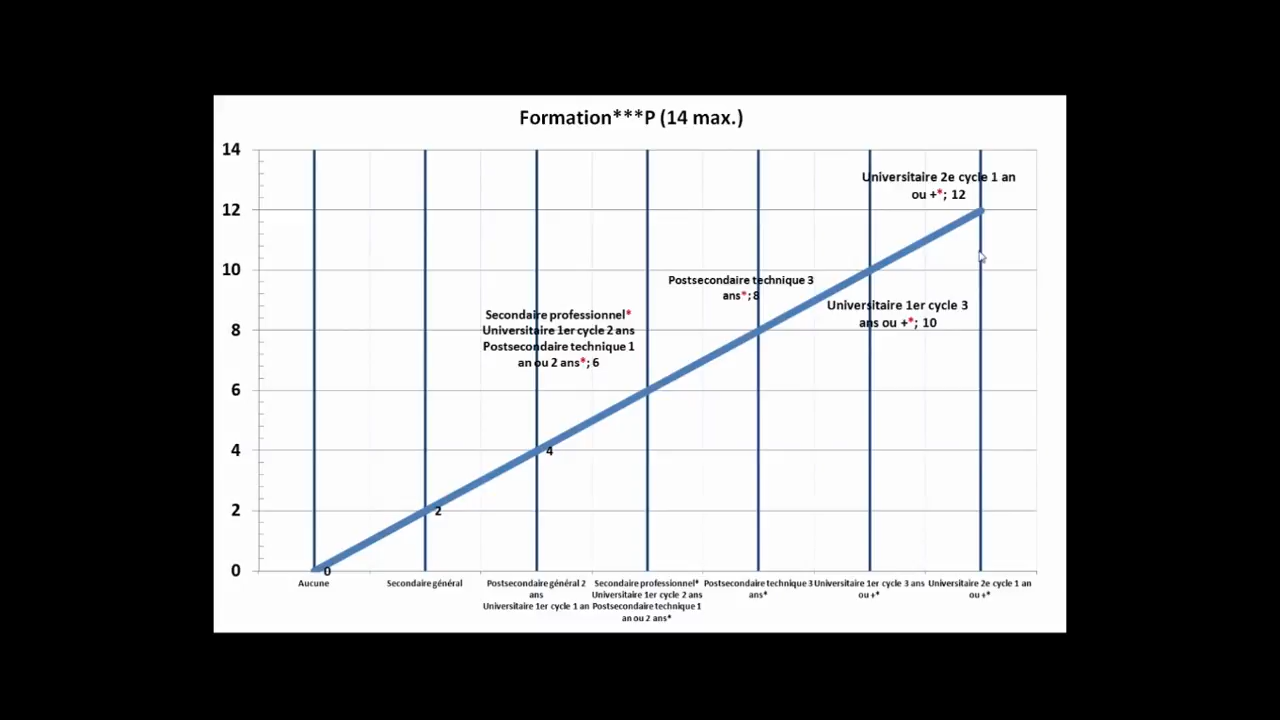 Formation***P (14 max.)
14
12
10
8
6
4
2
0
Universitaire 2e cycle 1 an
ou +*; 12
Postsecondaire technique 3
ans*; 8
Universitaire 1er cycle 3
ans ou +*; 10
Secondaire professionnel*
Universitaire 1er cycle 2 ans
Postsecondaire technique 1
an ou 2 ans*; 6
4
2
0
Aucune
Secondaire général
Postsecondaire général 2
ans
Universitaire 1er cycle 1 an
Secondaire professionnel*
Universitaire 1er cycle 2 ans
Postsecondaire technique 1
an ou 2 ans*
Postsecondaire technique 3
ans*
Universitaire 1er cycle 3 ans
ou +*
Universitaire 2e cycle 1 an
ou +*